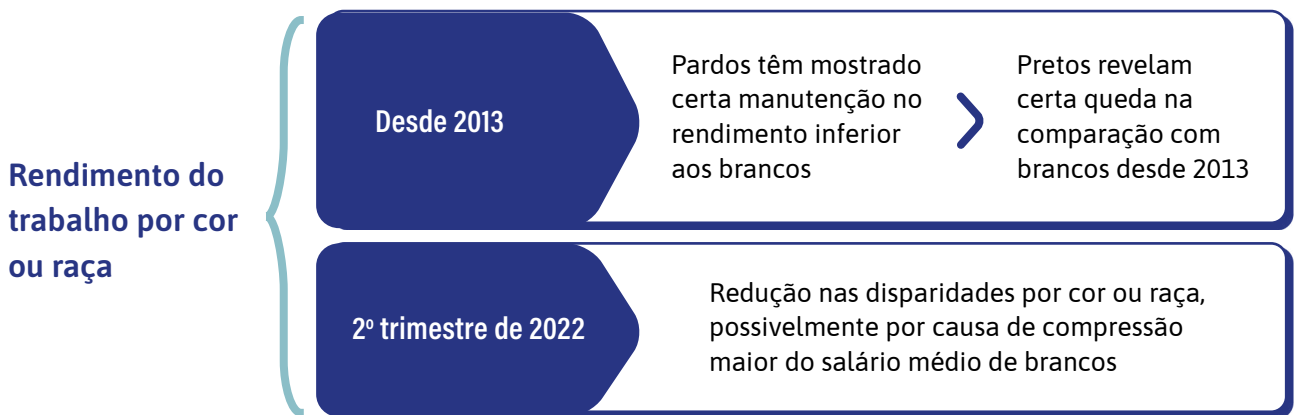 Rendimento do
trabalho por cor
ou raça
Desde 2013
Pardos têm mostrado
certa manutenção no
rendimento inferior
aos brancos
Pretos revelam
certa queda na
comparação com
brancos desde 2013
2º trimestre de 2022
Redução nas disparidades por cor ou raça,
possivelmente por causa de compressão
maior do salário médio de brancos